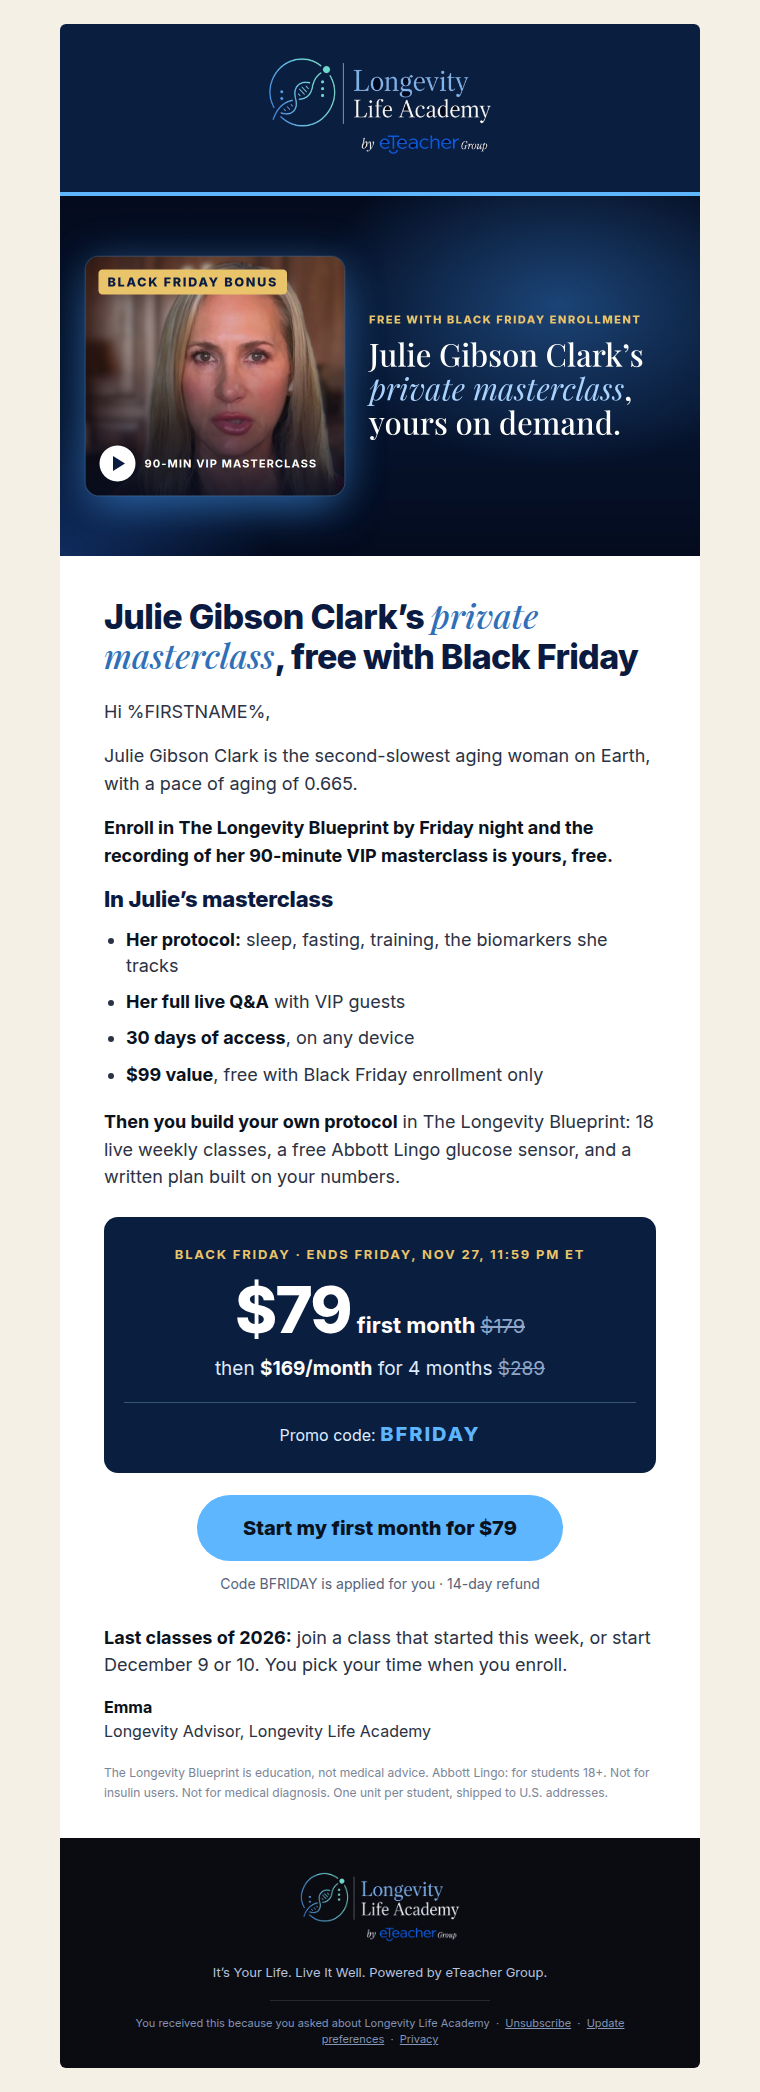 Longevity
Life Academy
by eTeacher Group
BLACK FRIDAY BONUS
90-MIN VIP MASTERCLASS
FREE WITH BLACK FRIDAY ENROLLMENT
Julie Gibson Clark’s
private masterclass,
yours on demand.
Julie Gibson Clark’s private
masterclass, free with Black Friday
Hi %FIRSTNAME%,
Julie Gibson Clark is the second-slowest aging woman on Earth,
with a pace of aging of 0.665.
Enroll in The Longevity Blueprint by Friday night and the
recording of her 90-minute VIP masterclass is yours, free.
In Julie’s masterclass
• Her protocol: sleep, fasting, training, the biomarkers she
tracks
• Her full live Q&A with VIP guests
• 30 days of access, on any device
• $99 value, free with Black Friday enrollment only
Then you build your own protocol in The Longevity Blueprint: 18
live weekly classes, a free Abbott Lingo glucose sensor, and a
written plan built on your numbers.
BLACK FRIDAY · ENDS FRIDAY, NOV 27, 11:59 PM ET
$79 first month $179
then $169/month for 4 months $289
Promo code: BFRIDAY
Start my first month for $79
Code BFRIDAY is applied for you · 14-day refund
Last classes of 2026: join a class that started this week, or start
December 9 or 10. You pick your time when you enroll.
Emma
Longevity Advisor, Longevity Life Academy
The Longevity Blueprint is education, not medical advice. Abbott Lingo: for students 18+. Not for
insulin users. Not for medical diagnosis. One unit per student, shipped to U.S. addresses.
Longevity
Life Academy
by eTeacher Group
It’s Your Life. Live It Well. Powered by eTeacher Group.
You received this because you asked about Longevity Life Academy · Unsubscribe · Update
preferences · Privacy